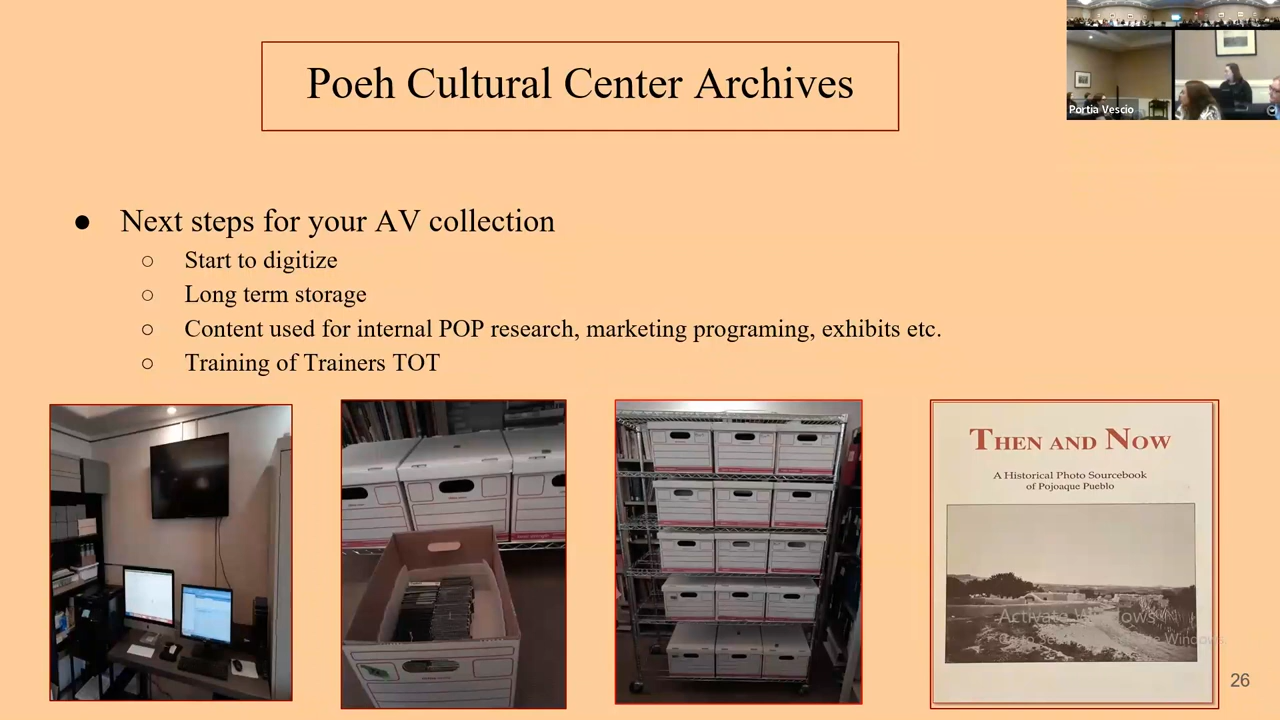 Poeh Cultural Center Archives
Portia Vescio
● Next steps for your AV collection
○ Start to digitize
○ Long term storage
○ Content used for internal POP research, marketing programing, exhibits etc.
○ Training of Trainers TOT
THEN AND NOW
A Historical Photo Sourcebook
of Pojoaque Pueblo
Activate Windows
26